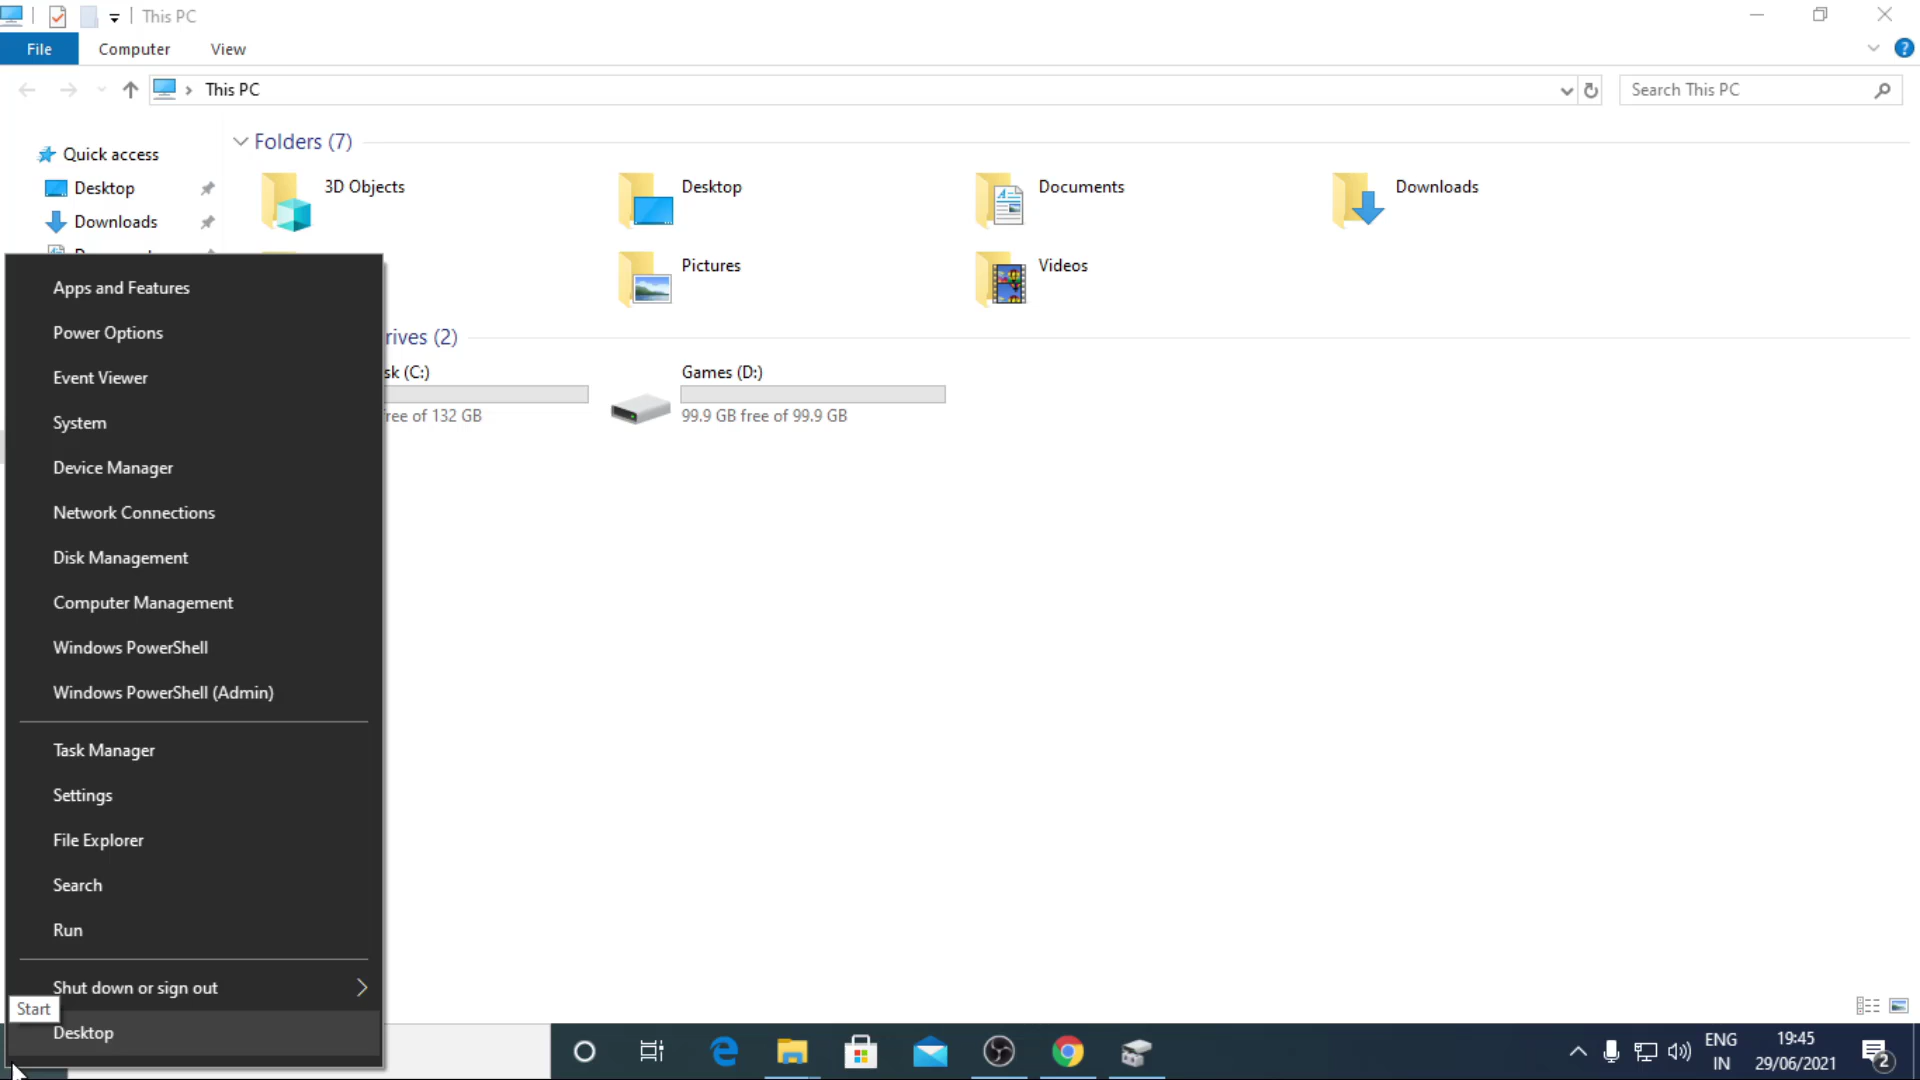 This PC
File
Computer
View
This PC
Search This PC
Quick access
Desktop
Downloads
Folders (7)
3D Objects
Desktop
Documents
Downloads
Pictures
Videos
rives (2)
sk (C:)
ree of 132 GB
Games (D:)
99.9 GB free of 99.9 GB
Apps and Features
Power Options
Event Viewer
System
Device Manager
Network Connections
Disk Management
Computer Management
Windows PowerShell
Windows PowerShell (Admin)
Task Manager
Settings
File Explorer
Search
Run
Shut down or sign out
Start
Desktop
ENG
IN
19:45
29/06/2021
2